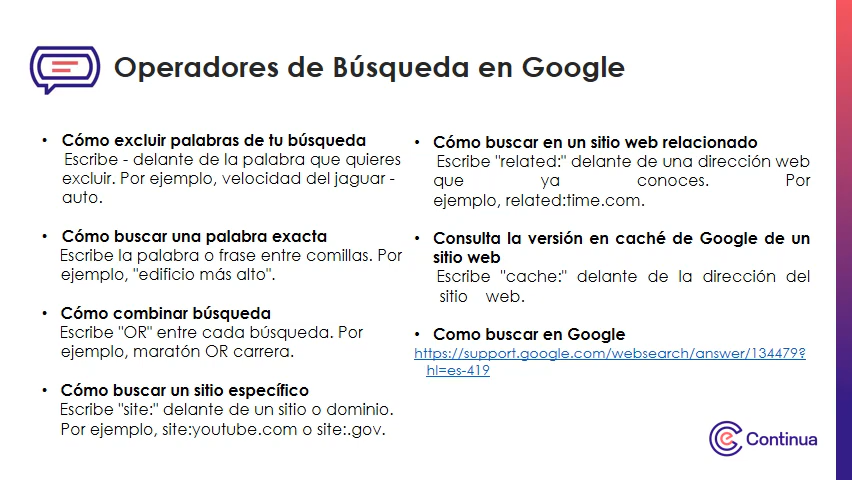 Operadores de Búsqueda en Google
• Cómo excluir palabras de tu búsqueda
Escribe - delante de la palabra que quieres
excluir. Por ejemplo, velocidad del jaguar -
auto.
• Cómo buscar una palabra exacta
Escribe la palabra o frase entre comillas. Por
ejemplo, "edificio más alto".
• Cómo combinar búsqueda
Escribe "OR" entre cada búsqueda. Por
ejemplo, maratón OR carrera.
• Cómo buscar un sitio específico
Escribe "site:" delante de un sitio o dominio.
Por ejemplo, site:youtube.com o site:.gov.
• Cómo buscar en un sitio web relacionado
Escribe "related:" delante de una dirección web
que ya conoces. Por
ejemplo, related:time.com.
• Consulta la versión en caché de Google de un
sitio web
Escribe "cache:" delante de la dirección del
sitio web.
• Como buscar en Google
https://support.google.com/websearch/answer/134479?
hl=es-419
Continua